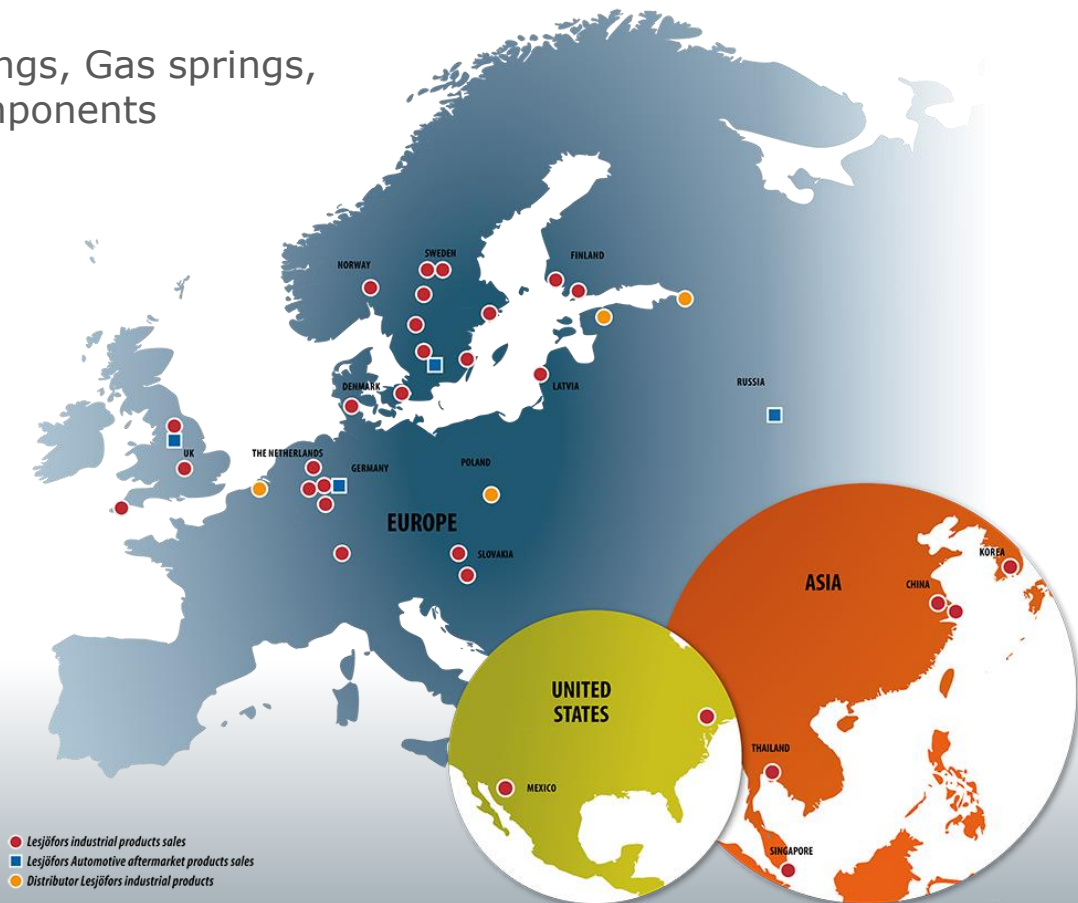 ngs, Gas springs,
nponents
NORWAY
SWEDEN
FINLAND
DENMARK
LATVIA
RUSSIA
UK
THE NETHERLANDS
GERMANY
POLAND
EUROPE
SLOVAKIA
ASIA
KOREA
CHINA
UNITED
STATES
THAILAND
MEXICO
SINGAPORE
Lesjöfors industrial products sales
Lesjöfors Automotive aftermarket products sales
Distributor Lesjöfors industrial products